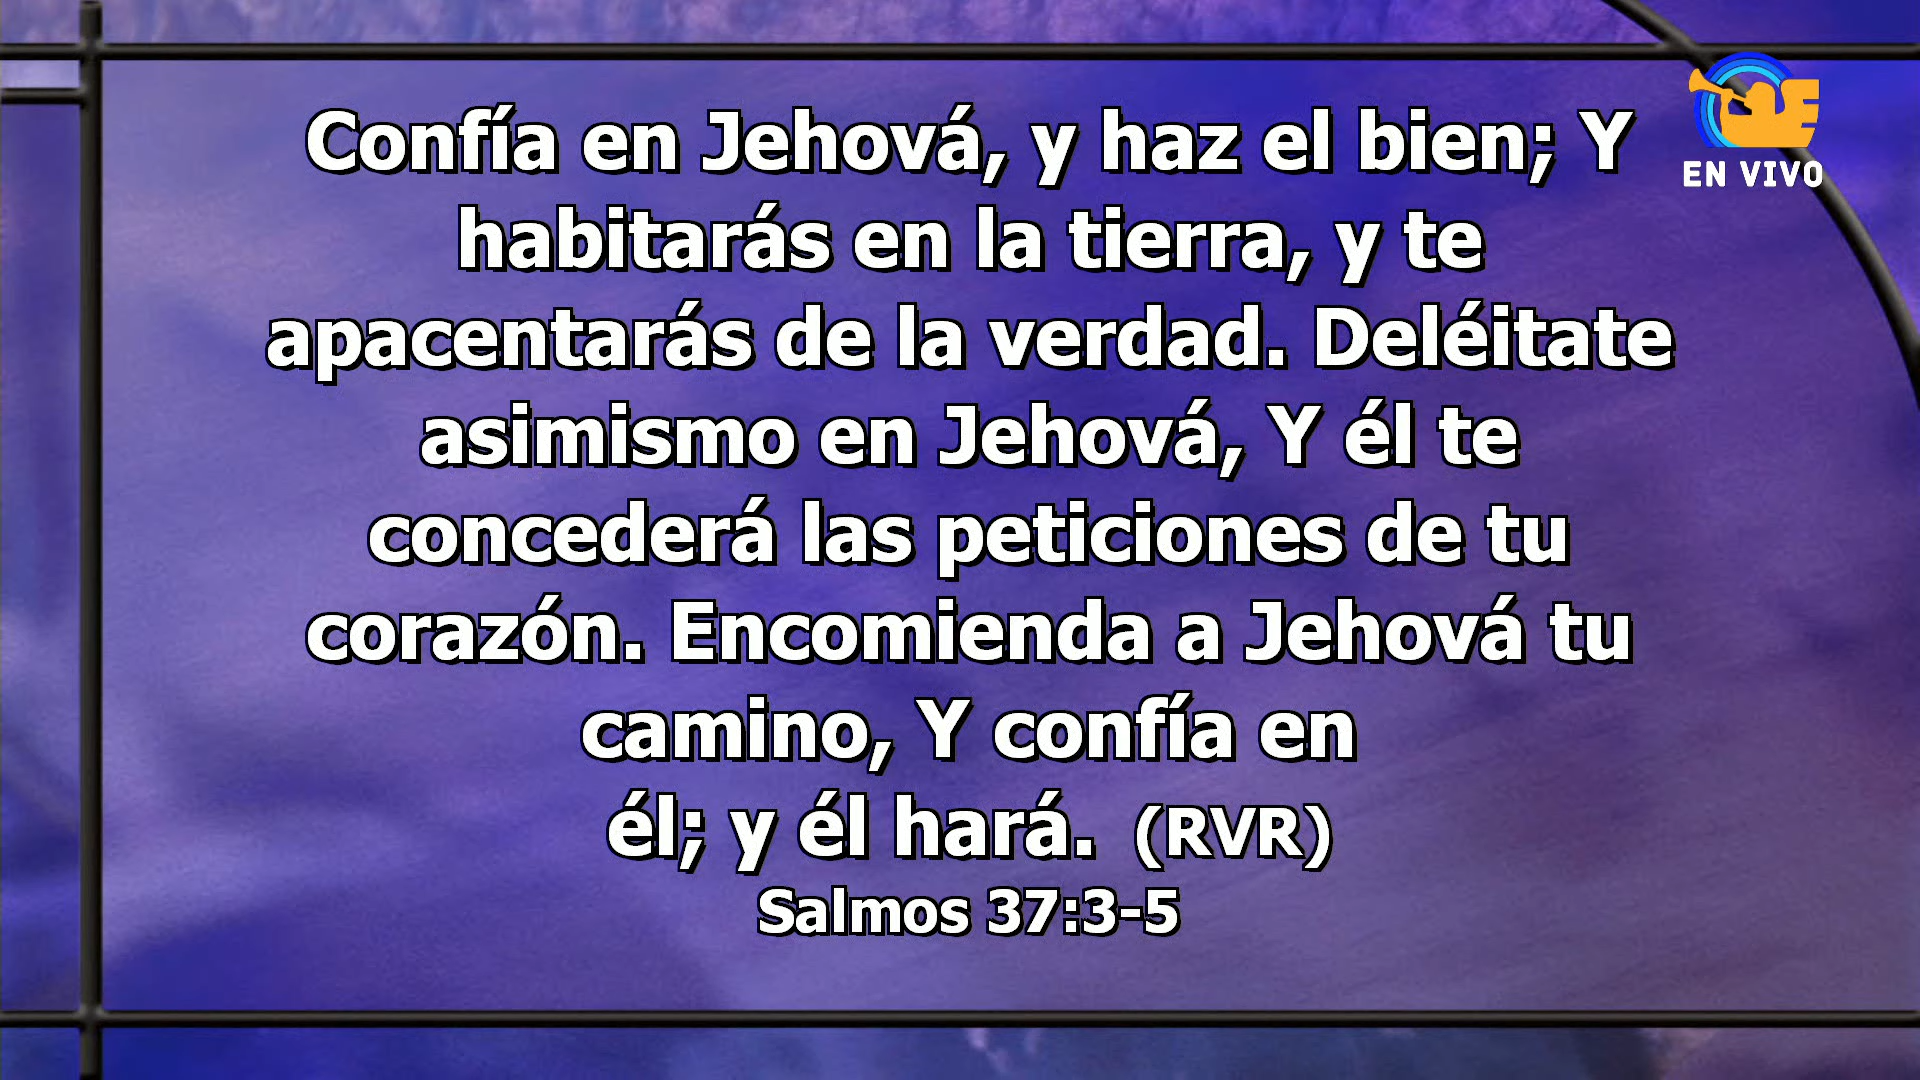 Confía en Jehová, y haz el bien; Y
habitarás en la tierra, y te
apacentarás de la verdad. Deléitate
asimismo en Jehová, Y él te
concederá las peticiones de tu
corazón. Encomienda a Jehová tu
camino, Y confía en
él; y él hará. (RVR)
Salmos 37:3-5
EN VIVO